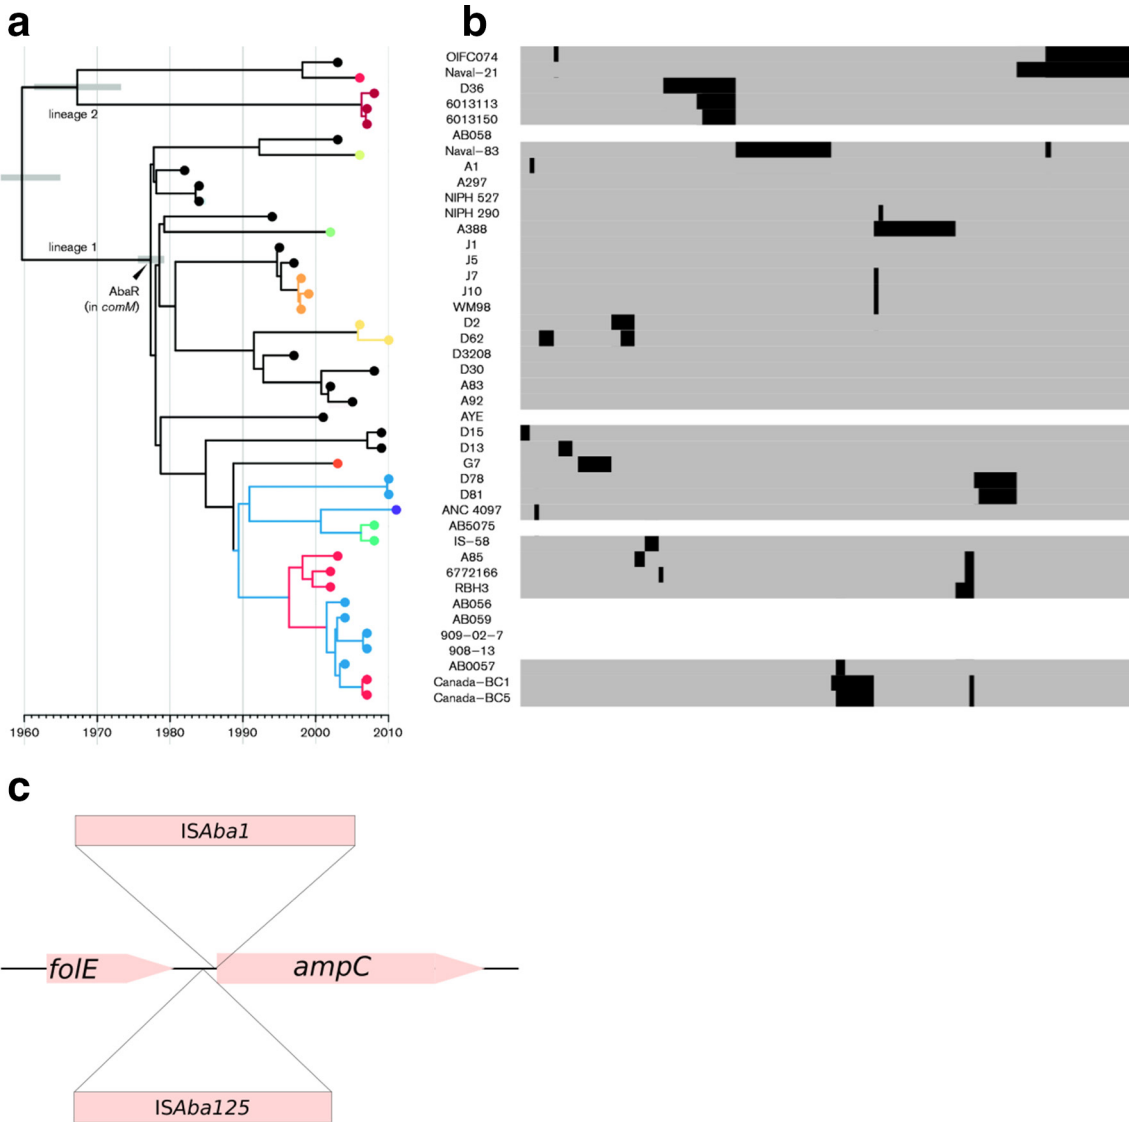 a
b
lineage 2
lineage 1
AbaR
(in comM)
1960 1970 1980 1990 2000 2010
OIFC074
Naval-21
D36
6013113
6013150
AB058
Naval-83
A1
A297
NIPH 527
NIPH 290
A388
J1
J5
J7
J10
WM98
D2
D62
D3208
D30
A83
A92
AYE
D15
D13
G7
D78
D81
ANC 4097
AB5075
IS-58
A85
6772166
RBH3
AB056
AB059
909-02-7
908-13
AB0057
Canada-BC1
Canada-BC5
c
ISAba1
folE ampC
ISAba125